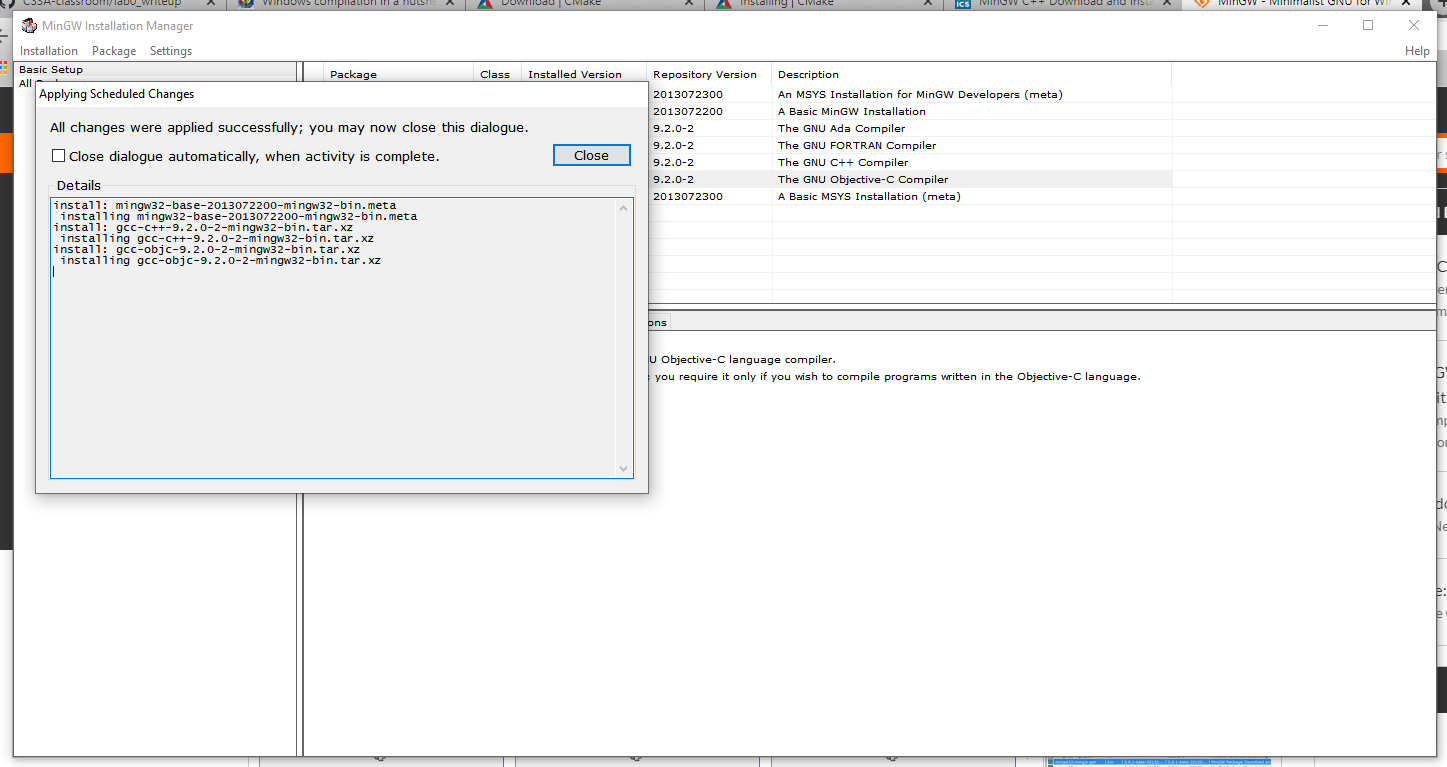 CS3A-classroom/lab0_writeup
Windows compilation in a nutshe
Download | CMake
Installing | CMake
ICS
MinGW C++ Download and Insta
MinGW - Minimalist GNU for Wi
MinGW Installation Manager
Installation Package Settings Help
Basic Setup
All
Package Class Installed Version Repository Version Description
2013072300 An MSYS Installation for MinGW Developers (meta)
2013072200 A Basic MinGW Installation
9.2.0-2 The GNU Ada Compiler
9.2.0-2 The GNU FORTRAN Compiler
9.2.0-2 The GNU C++ Compiler
9.2.0-2 The GNU Objective-C Compiler
2013072300 A Basic MSYS Installation (meta)
ons
U Objective-C language compiler.
you require it only if you wish to compile programs written in the Objective-C language.
Applying Scheduled Changes
All changes were applied successfully; you may now close this dialogue.
Close dialogue automatically, when activity is complete.
Close
Details
install: mingw32-base-2013072200-mingw32-bin.meta
installing mingw32-base-2013072200-mingw32-bin.meta
install: gcc-c++-9.2.0-2-mingw32-bin.tar.xz
installing gcc-c++-9.2.0-2-mingw32-bin.tar.xz
install: gcc-objc-9.2.0-2-mingw32-bin.tar.xz
installing gcc-objc-9.2.0-2-mingw32-bin.tar.xz